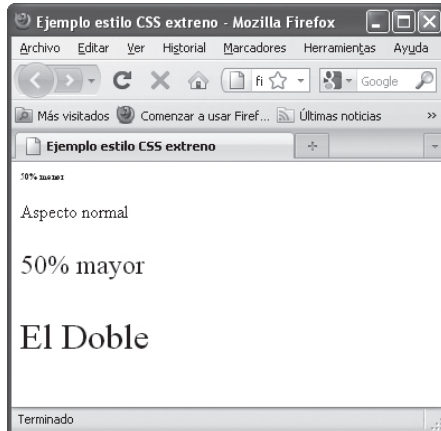 Ejemplo estilo CSS extreno - Mozilla Firefox
Archivo Editar Ver Historial Marcadores Herramientas Ayuda
fi Google
Más visitados Comenzar a usar Firef... Últimas noticias »
Ejemplo estilo CSS extreno
50% menor
Aspecto normal
50% mayor
El Doble
Terminado